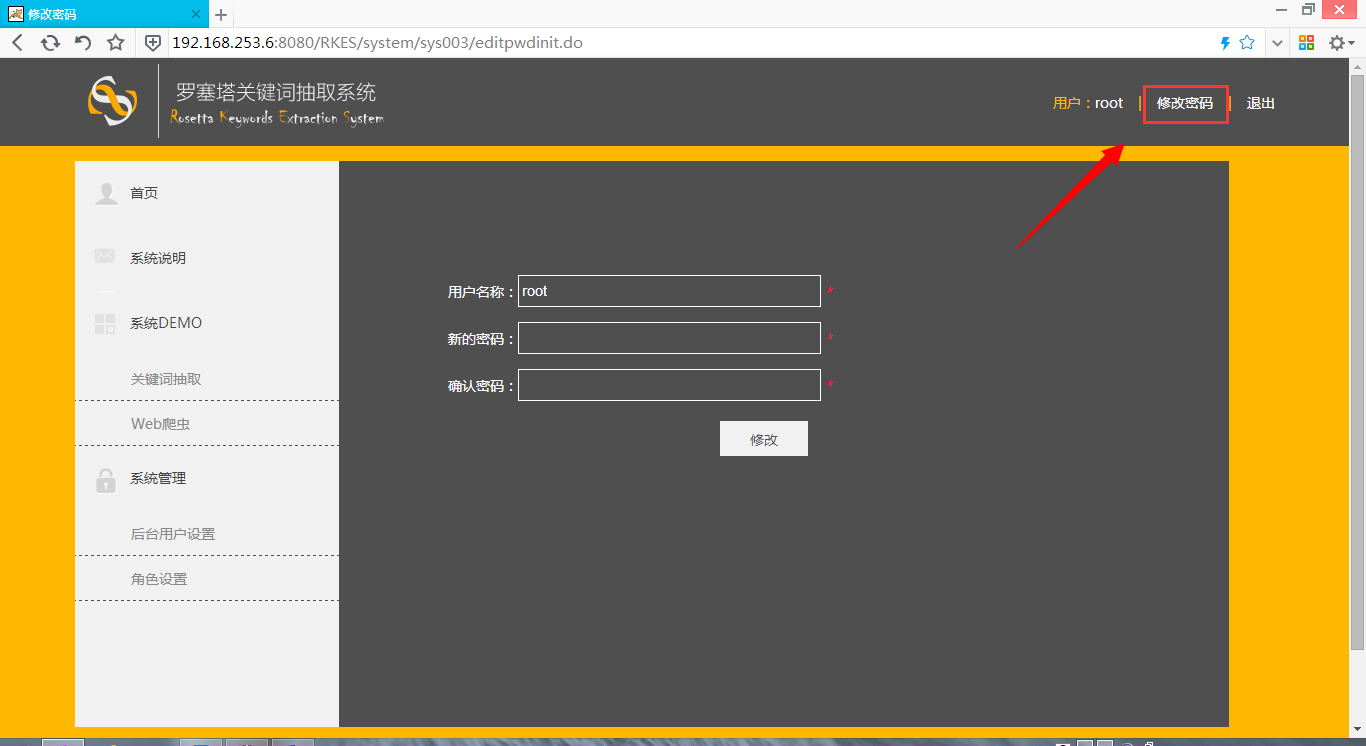 修改密码
192.168.253.6:8080/RKES/system/sys003/editpwdinit.do
罗塞塔关键词抽取系统
Rosetta Keywords Extraction System
用户：root | 修改密码 | 退出
首页
系统说明
系统DEMO
关键词抽取
Web爬虫
系统管理
后台用户设置
角色设置
用户名称：root *
新的密码： *
确认密码： *
修改